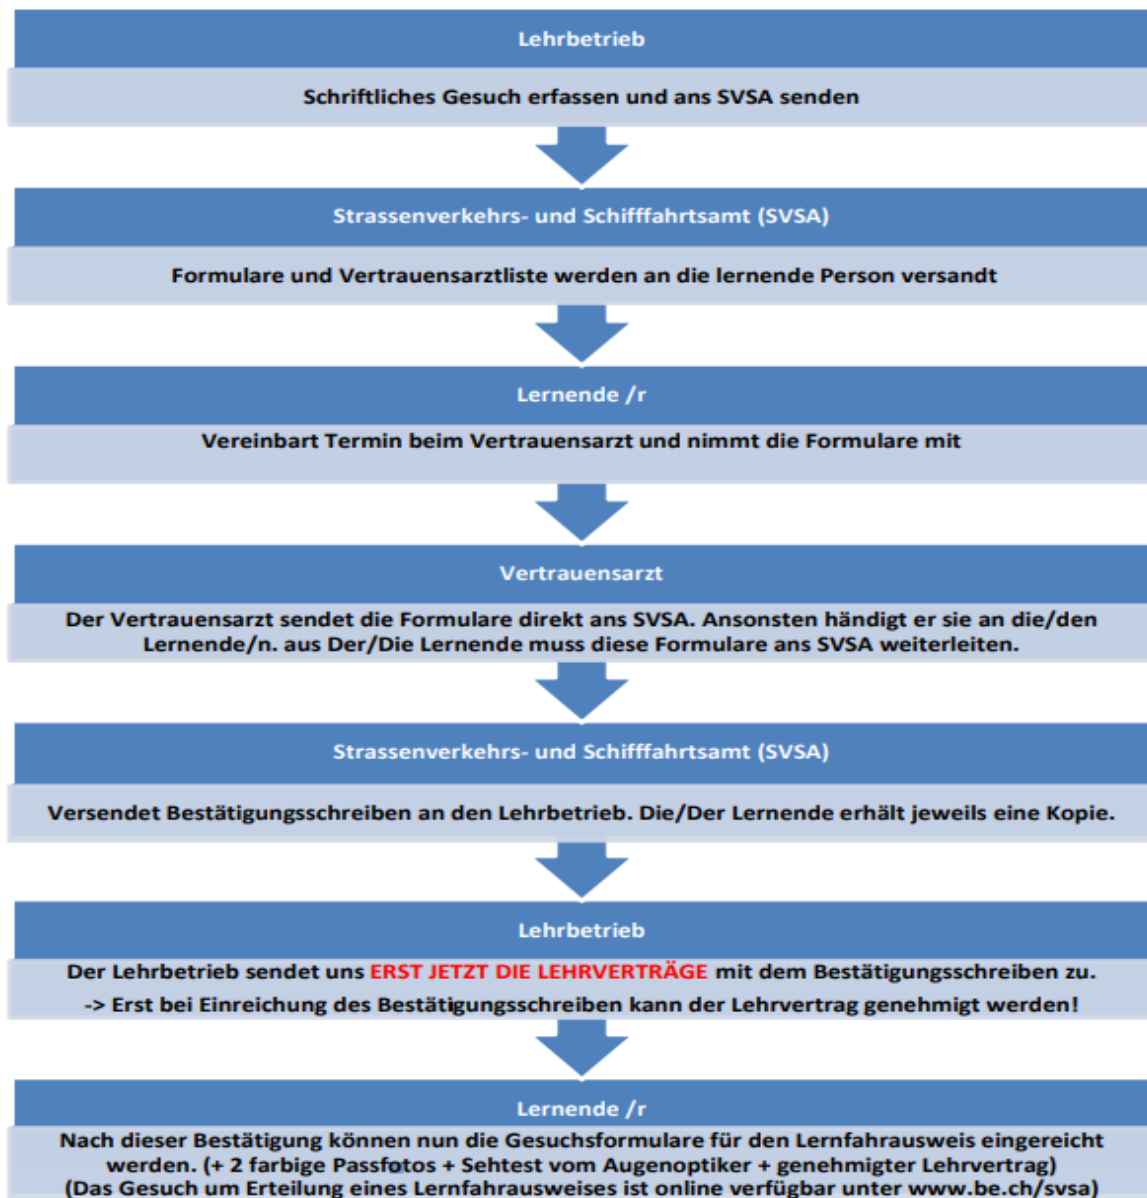 Lehrbetrieb
Schriftliches Gesuch erfassen und ans SVSA senden
Strassenverkehrs- und Schifffahrtsamt (SVSA)
Formulare und Vertrauensarztliste werden an die lernende Person versandt
Lernende /r
Vereinbart Termin beim Vertrauensarzt und nimmt die Formulare mit
Vertrauensarzt
Der Vertrauensarzt sendet die Formulare direkt ans SVSA. Ansonsten händigt er sie an die/den
Lernende/n. aus Der/Die Lernende muss diese Formulare ans SVSA weiterleiten.
Strassenverkehrs- und Schifffahrtsamt (SVSA)
Versendet Bestätigungsschreiben an den Lehrbetrieb. Die/Der Lernende erhält jeweils eine Kopie.
Lehrbetrieb
Der Lehrbetrieb sendet uns ERST JETZT DIE LEHRVERTRÄGE mit dem Bestätigungsschreiben zu.
-> Erst bei Einreichung des Bestätigungsschreiben kann der Lehrvertrag genehmigt werden!
Lernende /r
Nach dieser Bestätigung können nun die Gesuchsformulare für den Lernfahrausweis eingereicht
werden. (+ 2 farbige Passfotos + Sehtest vom Augenoptiker + genehmigter Lehrvertrag)
(Das Gesuch um Erteilung eines Lernfahrausweises ist online verfügbar unter www.be.ch/svsa)